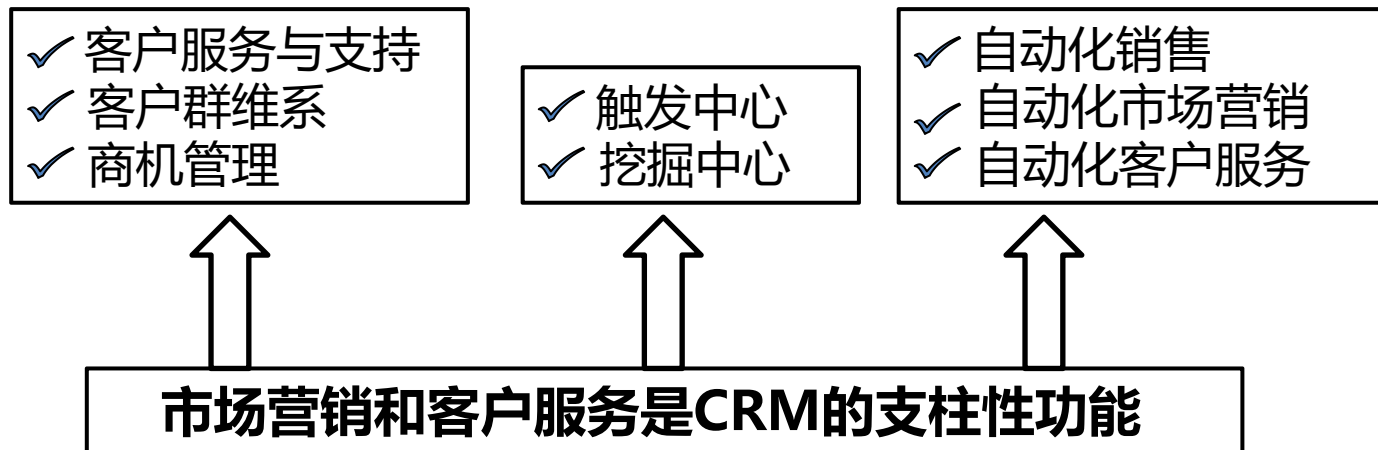 客户服务与支持
客户群维系
商机管理
触发中心
挖掘中心
自动化销售
自动化市场营销
自动化客户服务
市场营销和客户服务是CRM的支柱性功能